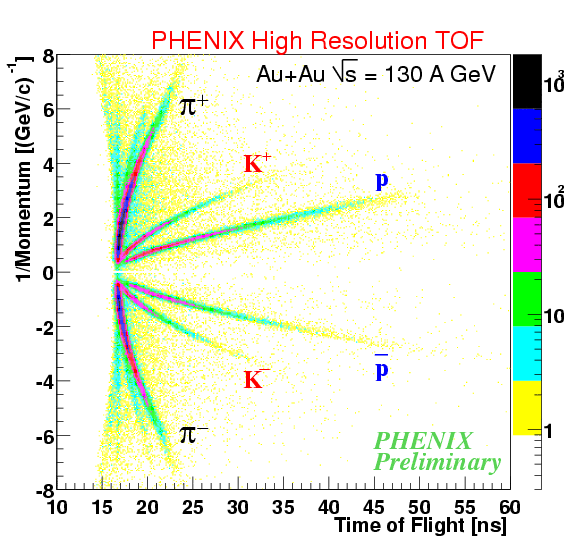 PHENIX High Resolution TOF
Au+Au √s = 130 A GeV
1/Momentum [(GeV/c)⁻¹]
8
6
4
2
0
-2
-4
-6
-8
π⁺
K⁺
p
p̅
K⁻
π⁻
PHENIX
Preliminary
10 15 20 25 30 35 40 45 50 55 60
Time of Flight [ns]
10³
10²
10
1